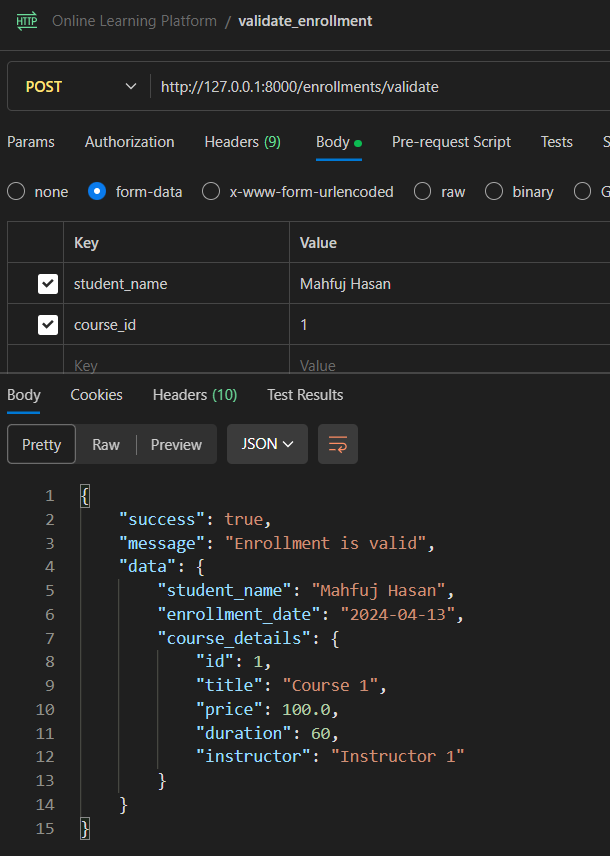 HTTP Online Learning Platform / validate_enrollment
POST http://127.0.0.1:8000/enrollments/validate
Params Authorization Headers (9) Body Pre-request Script Tests S
none form-data x-www-form-urlencoded raw binary G
Key Value
student_name Mahfuj Hasan
course_id 1
Key Value
Body Cookies Headers (10) Test Results
Pretty Raw Preview JSON
1 {
2 "success": true,
3 "message": "Enrollment is valid",
4 "data": {
5 "student_name": "Mahfuj Hasan",
6 "enrollment_date": "2024-04-13",
7 "course_details": {
8 "id": 1,
9 "title": "Course 1",
10 "price": 100.0,
11 "duration": 60,
12 "instructor": "Instructor 1"
13 }
14 }
15 }